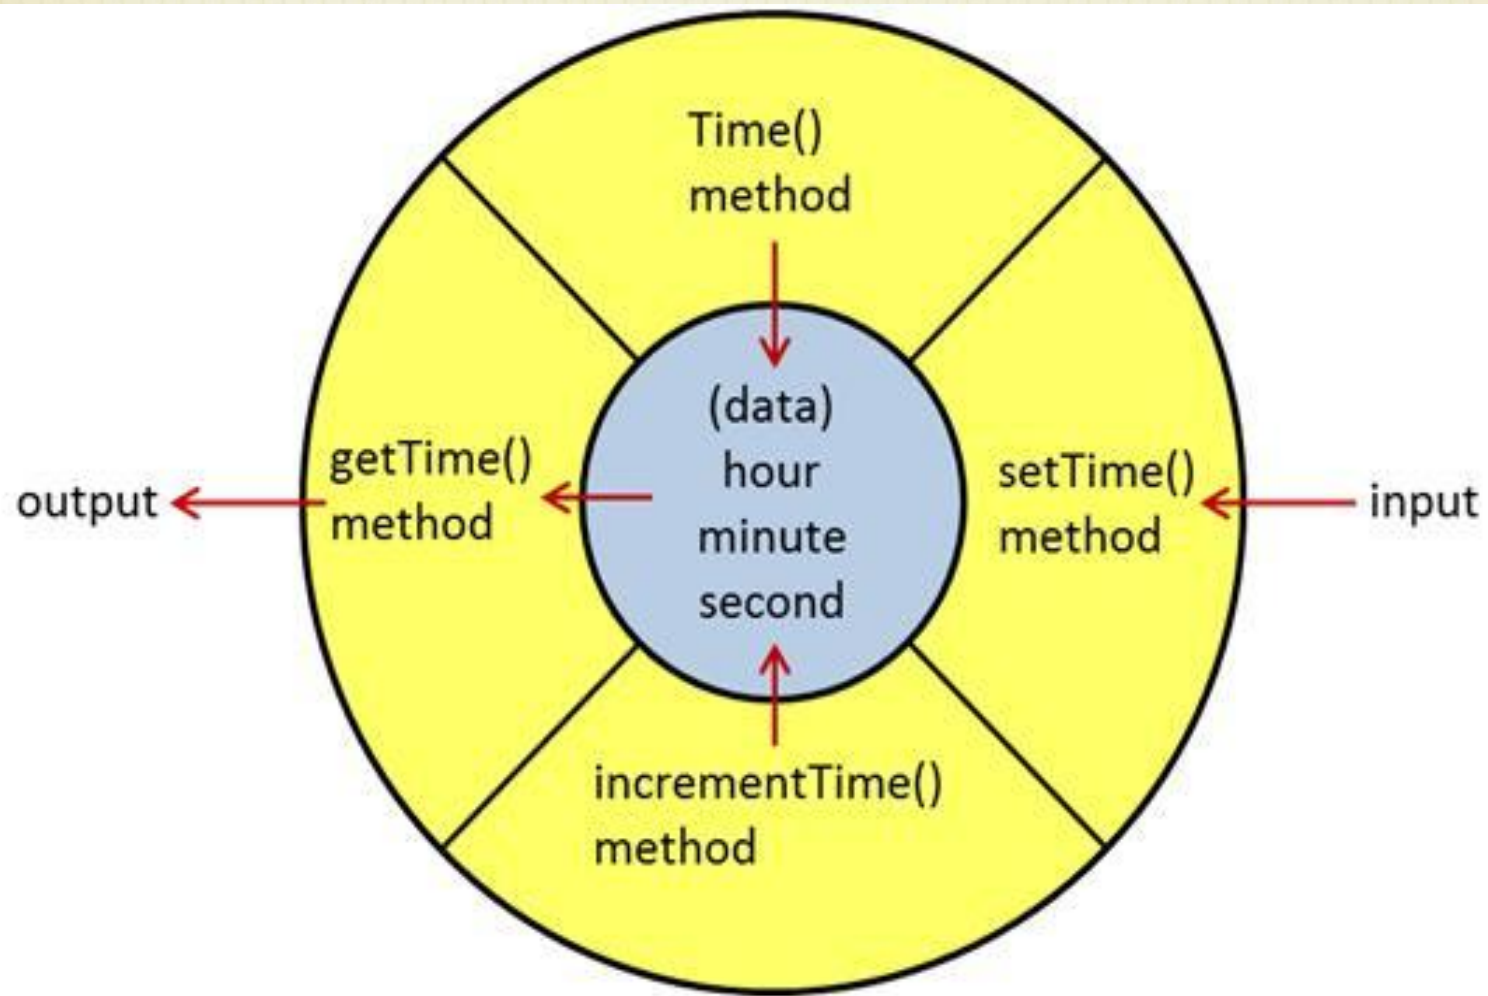 Time()
method
(data)
hour
minute
second
getTime()
method
output
setTime()
method
input
incrementTime()
method